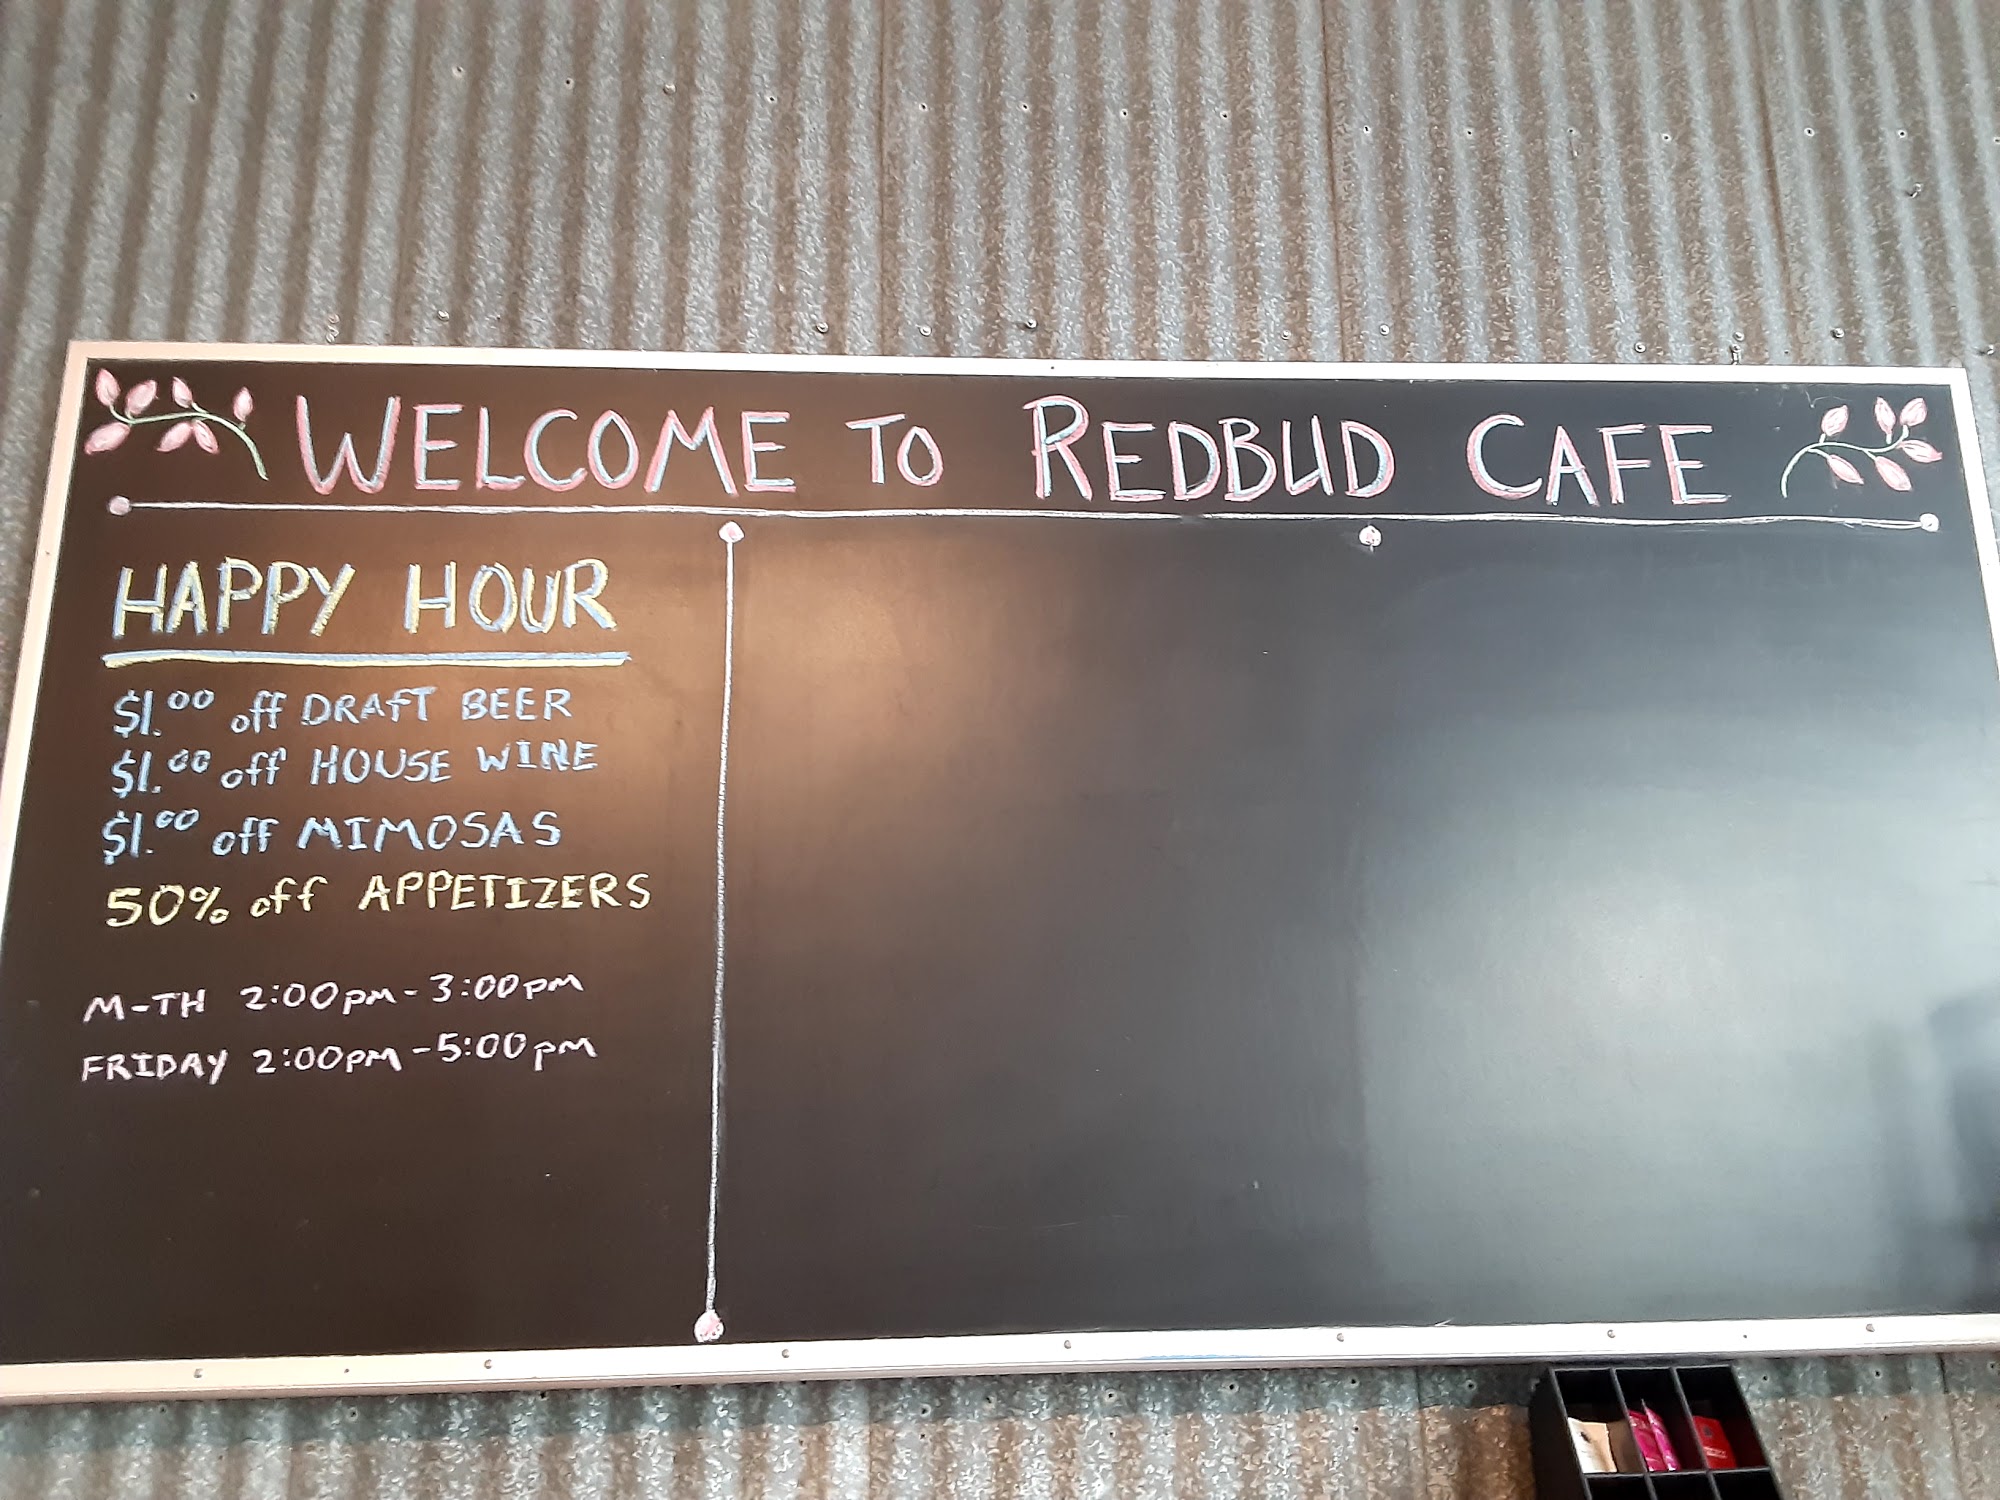 WELCOME TO REDBUD CAFE
HAPPY HOUR
$1.00 off DRAfT BEER
$1.00 off HOUSE WINE
$1.00 off MIMOSAS
50% off APPETIZERS
M-TH 2:00pm-3:00pm
FRIDAY 2:00pm-5:00pm